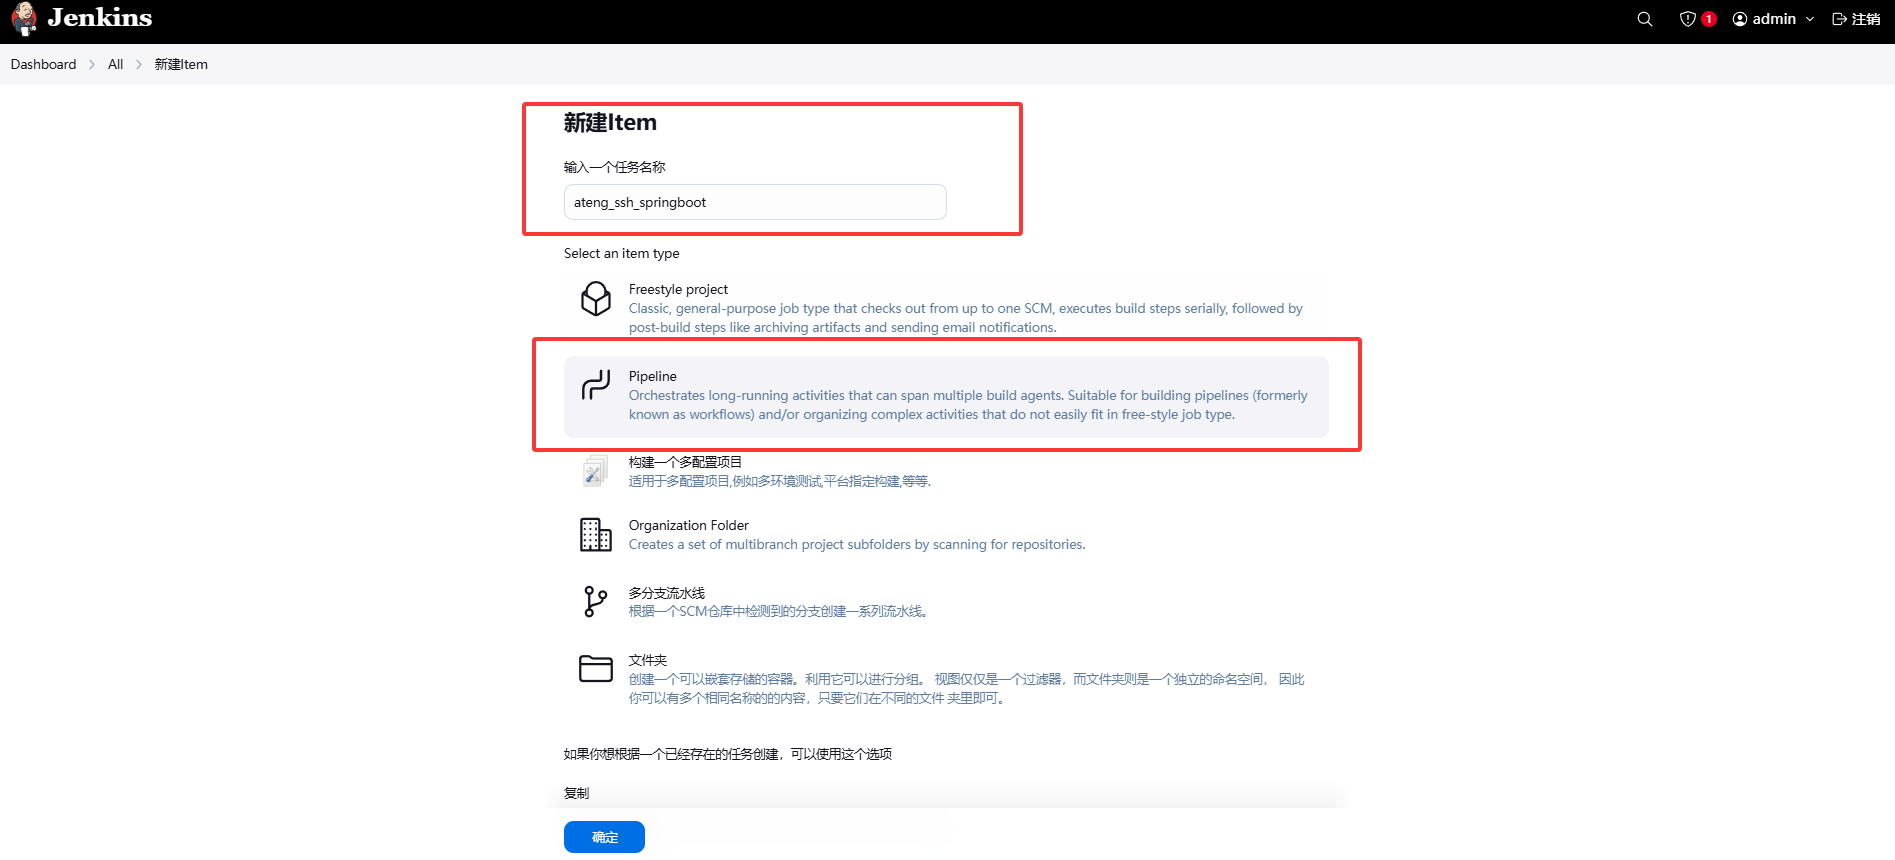 Jenkins
1
admin
注销
Dashboard
All
新建Item
新建Item
输入一个任务名称
ateng_ssh_springboot
Select an item type
Freestyle project
Classic, general-purpose job type that checks out from up to one SCM, executes build steps serially, followed by
post-build steps like archiving artifacts and sending email notifications.
Pipeline
Orchestrates long-running activities that can span multiple build agents. Suitable for building pipelines (formerly
known as workflows) and/or organizing complex activities that do not easily fit in free-style job type.
构建一个多配置项目
适用于多配置项目,例如多环境测试,平台指定构建,等等.
Organization Folder
Creates a set of multibranch project subfolders by scanning for repositories.
多分支流水线
根据一个SCM仓库中检测到的分支创建一系列流水线。
文件夹
创建一个可以嵌套存储的容器。利用它可以进行分组。 视图仅仅是一个过滤器，而文件夹则是一个独立的命名空间， 因此
你可以有多个相同名称的的内容，只要它们在不同的文件 夹里即可。
如果你想根据一个已经存在的任务创建，可以使用这个选项
复制
确定